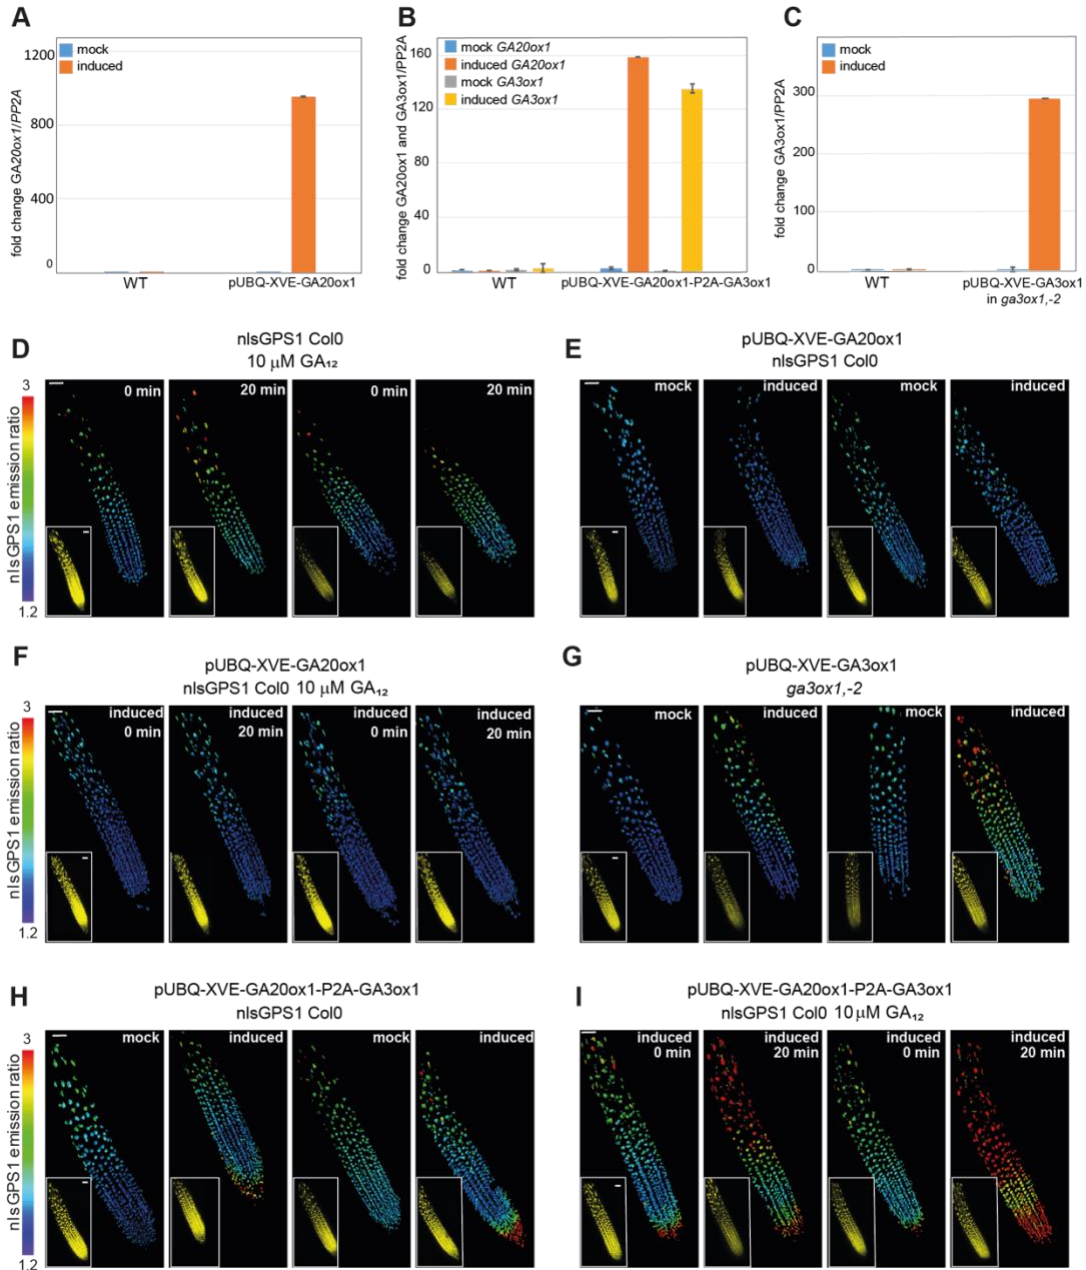 A
B
C
fold change GA20ox1/PP2A
1200
800
400
0
mock
induced
WT
pUBQ-XVE-GA20ox1
fold change GA20ox1 and GA3ox1/PP2A
160
120
80
40
0
mock GA20ox1
induced GA20ox1
mock GA3ox1
induced GA3ox1
WT
pUBQ-XVE-GA20ox1-P2A-GA3ox1
fold change GA3ox1/PP2A
300
200
100
0
mock
induced
WT
pUBQ-XVE-GA3ox1
in ga3ox1,-2
D
nlsGPS1 Col0
10 µM GA₁₂
3
nlsGPS1 emission ratio
1.2
0 min
20 min
0 min
20 min
E
pUBQ-XVE-GA20ox1
nlsGPS1 Col0
mock
induced
mock
induced
F
pUBQ-XVE-GA20ox1
nlsGPS1 Col0 10 µM GA₁₂
3
nlsGPS1 emission ratio
1.2
induced
0 min
induced
20 min
induced
0 min
induced
20 min
G
pUBQ-XVE-GA3ox1
ga3ox1,-2
mock
induced
mock
induced
H
pUBQ-XVE-GA20ox1-P2A-GA3ox1
nlsGPS1 Col0
3
nlsGPS1 emission ratio
1.2
mock
induced
mock
induced
I
pUBQ-XVE-GA20ox1-P2A-GA3ox1
nlsGPS1 Col0 10 µM GA₁₂
induced
0 min
induced
20 min
induced
0 min
induced
20 min